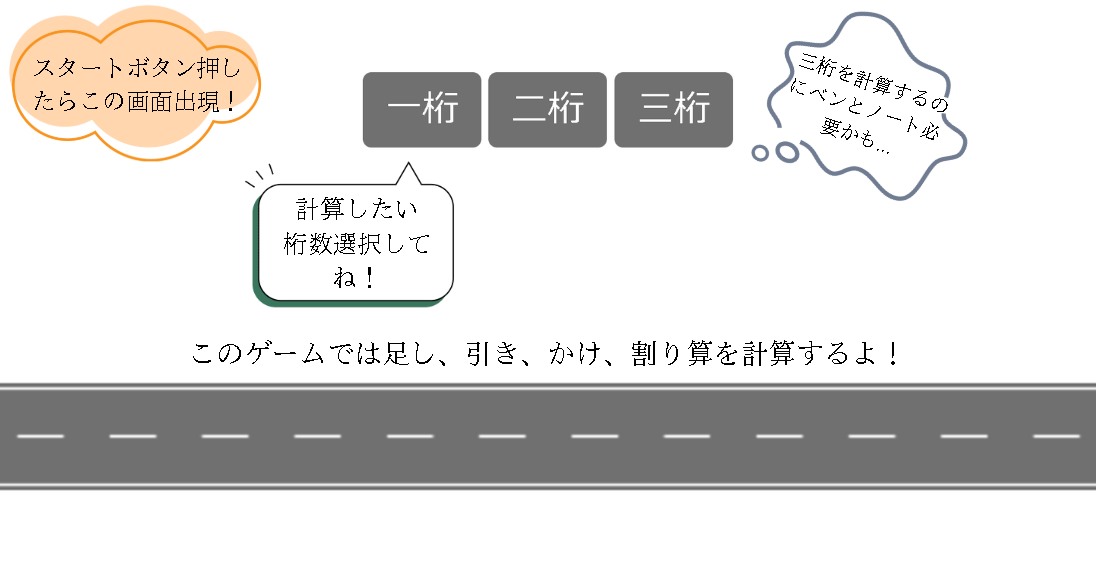 スタートボタン押し
たらこの画面出現！
一桁
二桁
三桁
三桁を計算するの
にペンとノート必
要かも...
計算したい
桁数選択して
ね！
このゲームでは足し、引き、かけ、割り算を計算するよ！